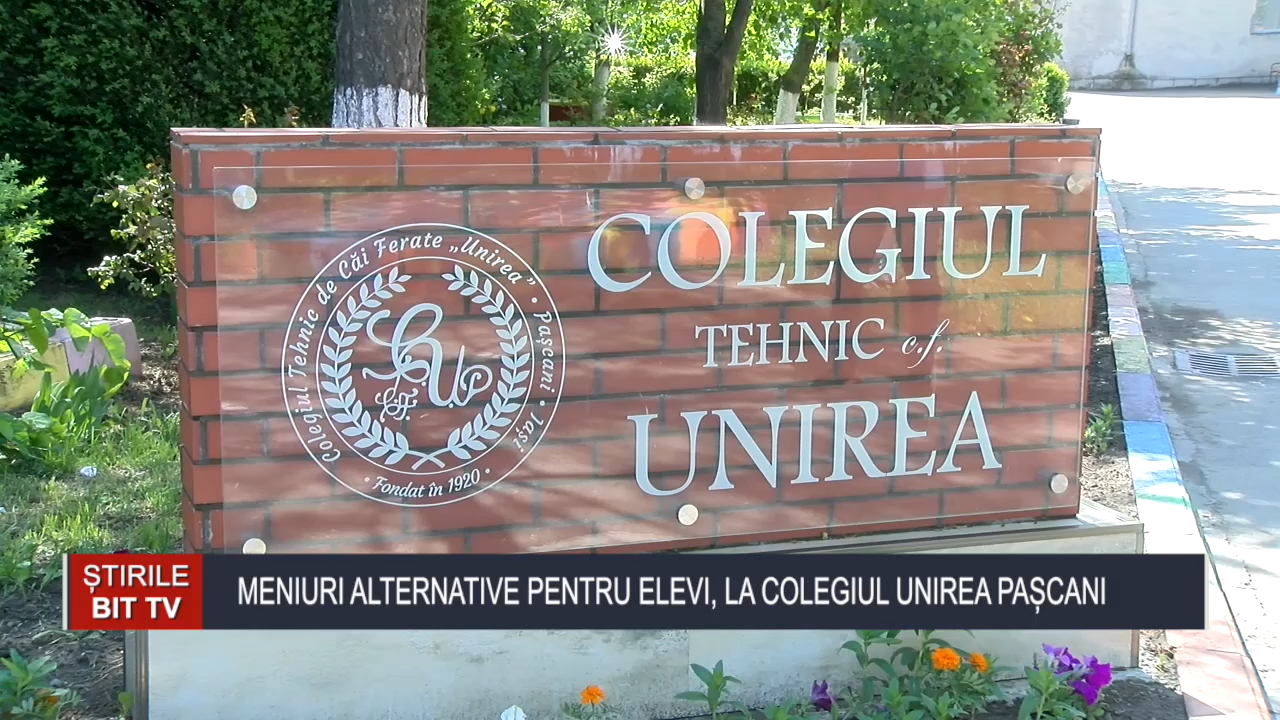 Colegiul Tehnic de Căi Ferate „Unirea” • Pașcani • Iași
• Fondat în 1920 •
COLEGIUL
TEHNIC c.f.
UNIREA
ȘTIRILE
BIT TV
MENIURI ALTERNATIVE PENTRU ELEVI, LA COLEGIUL UNIREA PAȘCANI